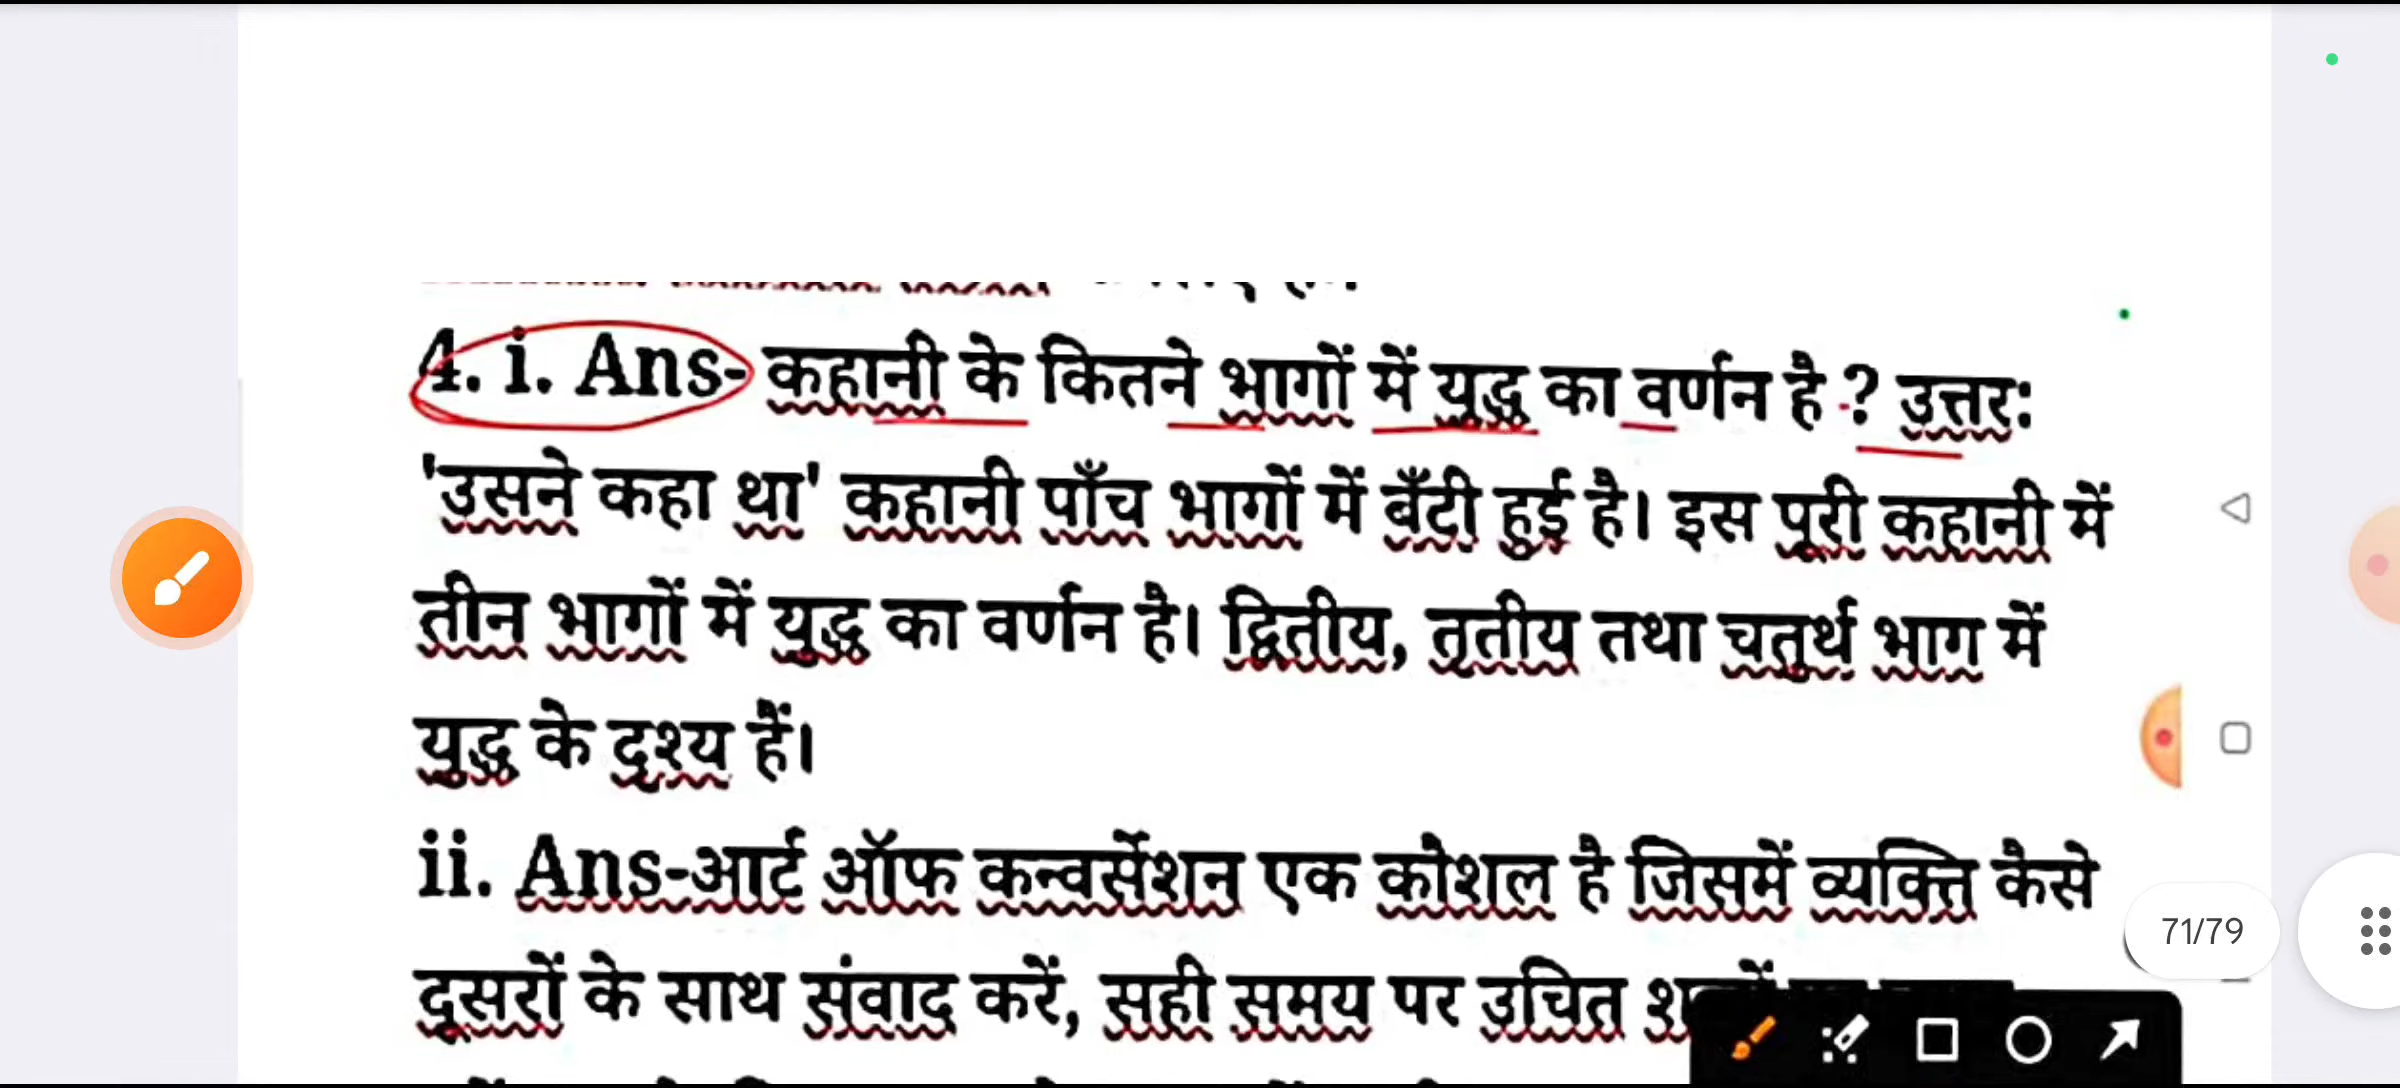 4. i. Ans- कहानी के कितने भागों में युद्ध का वर्णन है ? उत्तर:
'उसने कहा था' कहानी पाँच भागों में बँटी हुई है। इस पूरी कहानी में
तीन भागों में युद्ध का वर्णन है। द्वितीय, तृतीय तथा चतुर्थ भाग में
युद्ध के दृश्य हैं।
ii. Ans-आर्ट ऑफ कन्वर्सेशन एक कौशल है जिसमें व्यक्ति कैसे
71/79
दूसरों के साथ संवाद करें, सही समय पर उचित